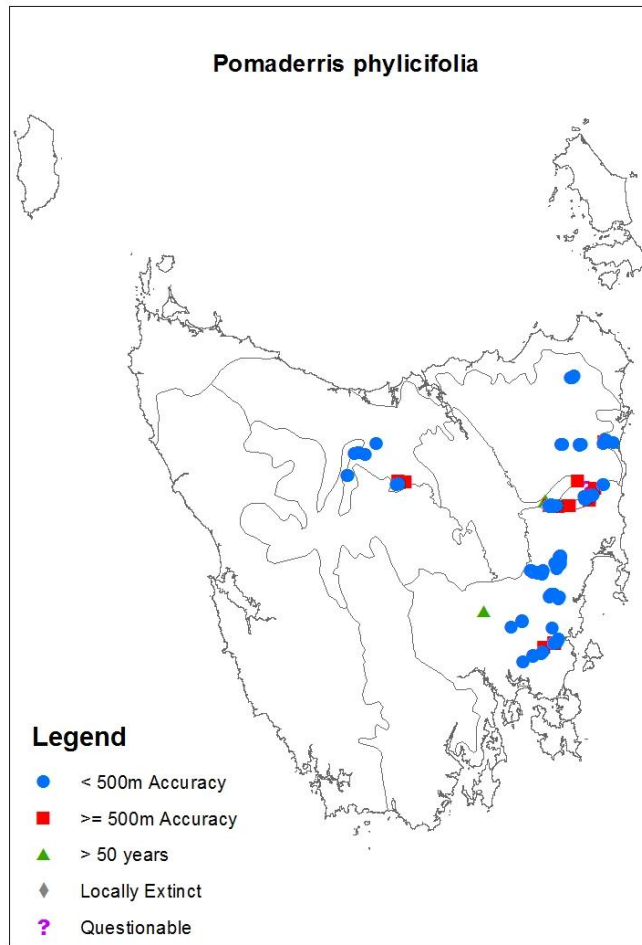 Pomaderris phylicifolia
Legend
< 500m Accuracy
>= 500m Accuracy
> 50 years
Locally Extinct
? Questionable